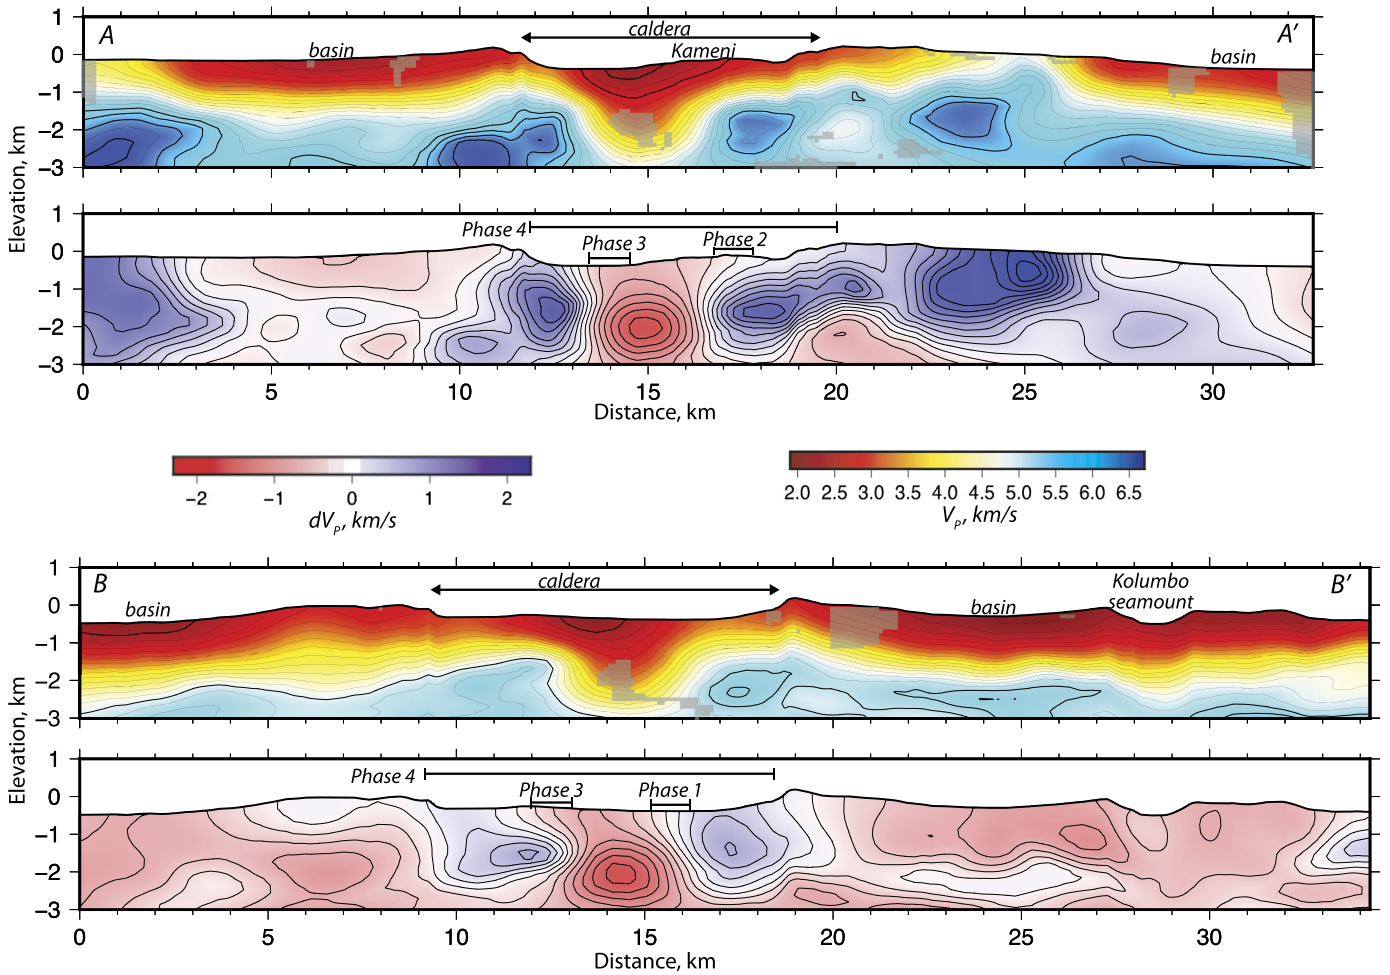 A caldera A'
basin Kameni basin
1
0
−1
−2
−3
Elevation, km
Phase 4 Phase 3 Phase 2
1
0
−1
−2
−3
0 5 10 15 20 25 30
Distance, km
−2 −1 0 1 2
dVP, km/s
2.0 2.5 3.0 3.5 4.0 4.5 5.0 5.5 6.0 6.5
VP, km/s
B caldera Kolumbo B'
basin basin seamount
1
0
−1
−2
−3
Elevation, km
Phase 4 Phase 3 Phase 1
1
0
−1
−2
−3
0 5 10 15 20 25 30
Distance, km